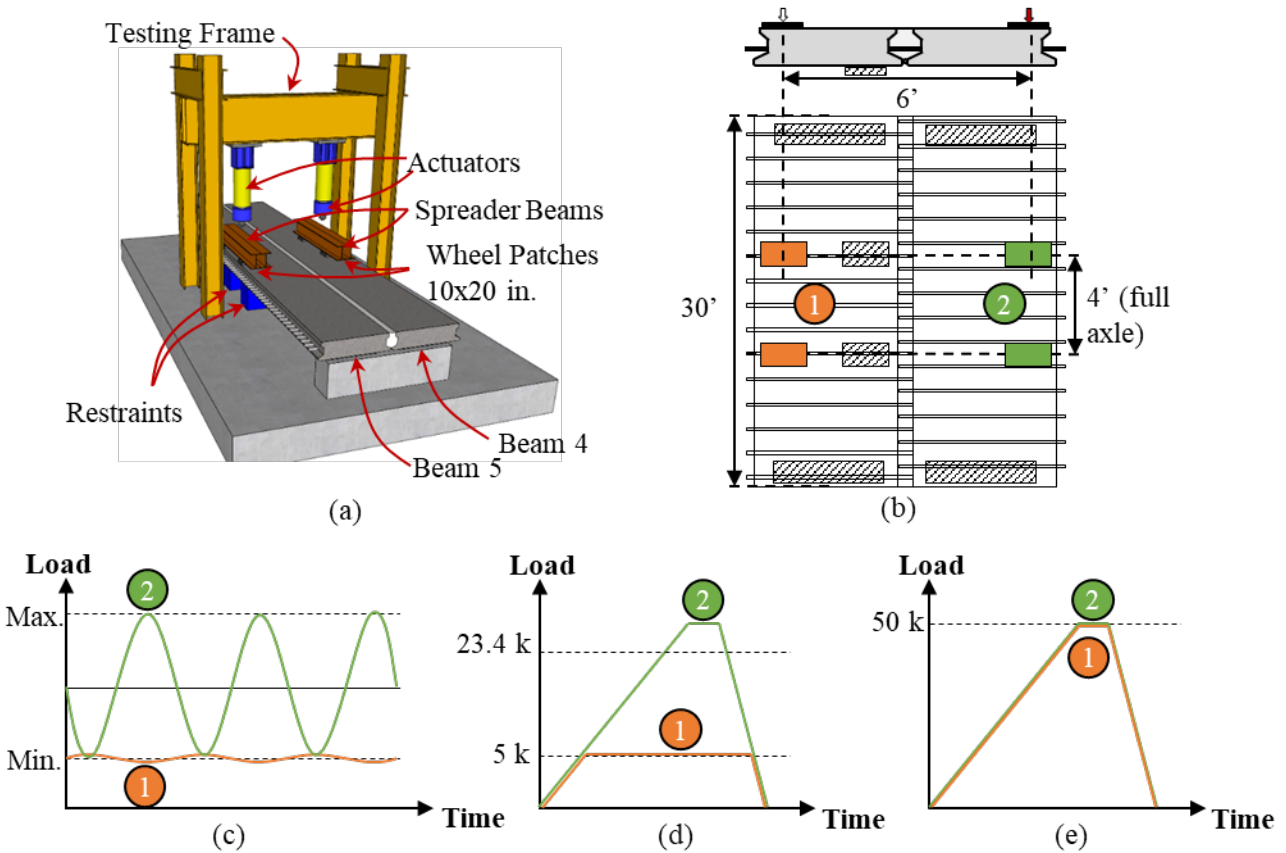 Testing Frame
Actuators
Spreader Beams
Wheel Patches
10x20 in.
Restraints
Beam 4
Beam 5
(a)
6’
30’
1
2
4’ (full
axle)
(b)
Load
Max.
2
Min.
1
Time
(c)
Load
2
23.4 k
1
5 k
Time
(d)
Load
2
50 k
1
Time
(e)